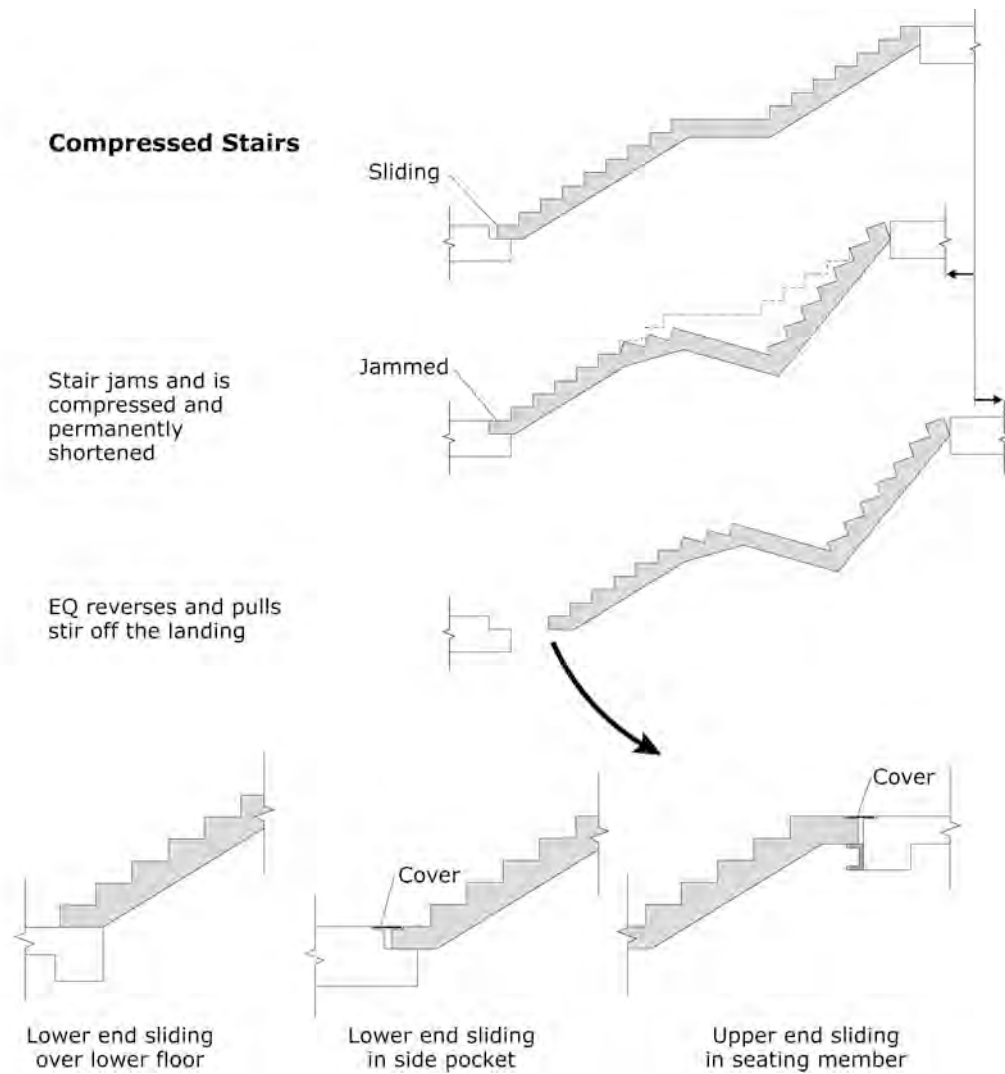 Compressed Stairs
Sliding
Jammed
Stair jams and is
compressed and
permanently
shortened
EQ reverses and pulls
stir off the landing
Cover
Cover
Lower end sliding
over lower floor
Lower end sliding
in side pocket
Upper end sliding
in seating member